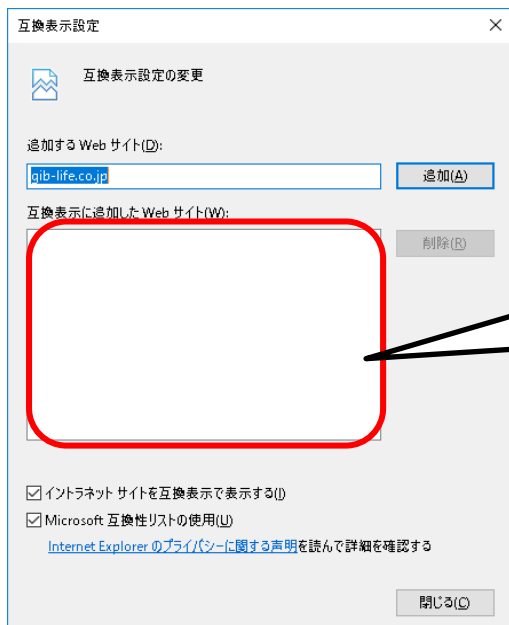 互換表示設定
互換表示設定の変更
追加する Web サイト(D):
gib-life.co.jp
追加(A)
互換表示に追加した Web サイト(W):
削除(R)
イントラネット サイトを互換表示で表示する(I)
Microsoft 互換性リストの使用(U)
Internet Explorer のプライバシーに関する声明を読んで詳細を確認する
閉じる(C)